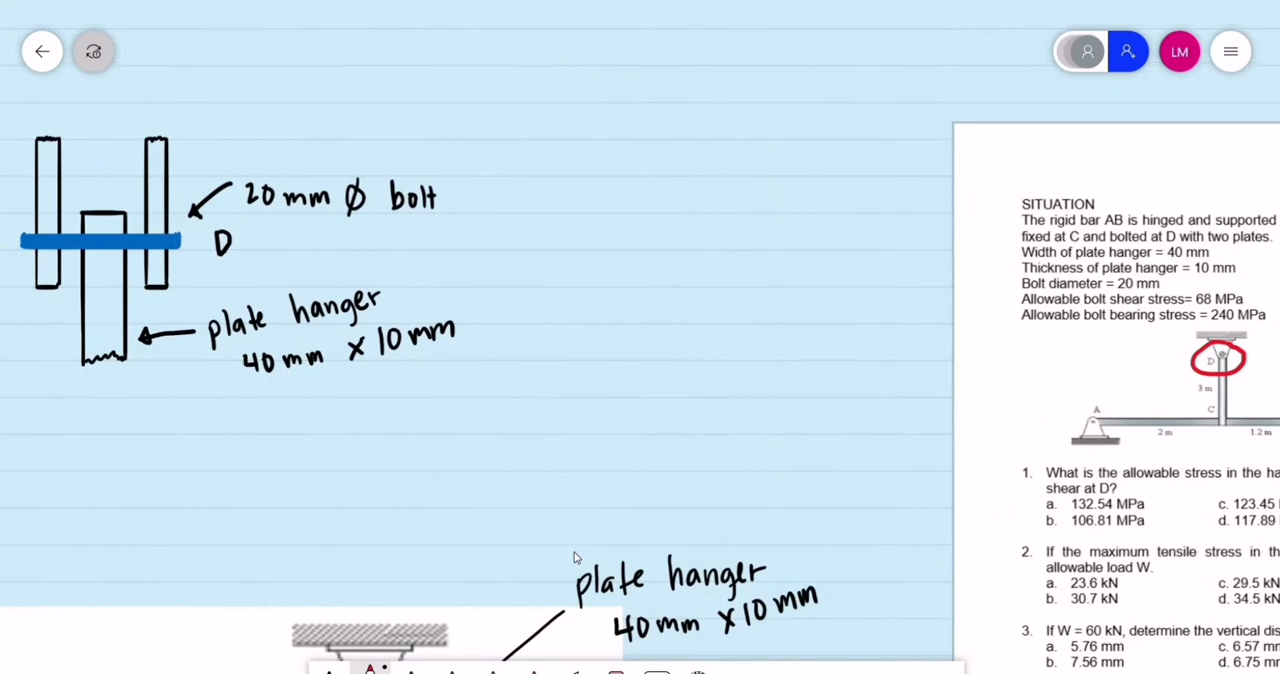 LM
20 mm Ø bolt
D
plate hanger
40 mm x 10 mm
plate hanger
40 mm x 10 mm
SITUATION
The rigid bar AB is hinged and supported
fixed at C and bolted at D with two plates.
Width of plate hanger = 40 mm
Thickness of plate hanger = 10 mm
Bolt diameter = 20 mm
Allowable bolt shear stress= 68 MPa
Allowable bolt bearing stress = 240 MPa
D
3 m
A
C
2 m
1.2 m
1. What is the allowable stress in the ha
shear at D?
a. 132.54 MPa c. 123.45
b. 106.81 MPa d. 117.89
2. If the maximum tensile stress in th
allowable load W.
a. 23.6 kN c. 29.5 kN
b. 30.7 kN d. 34.5 kN
3. If W = 60 kN, determine the vertical dis
a. 5.76 mm c. 6.57 mm
b. 7.56 mm d. 6.75 mm